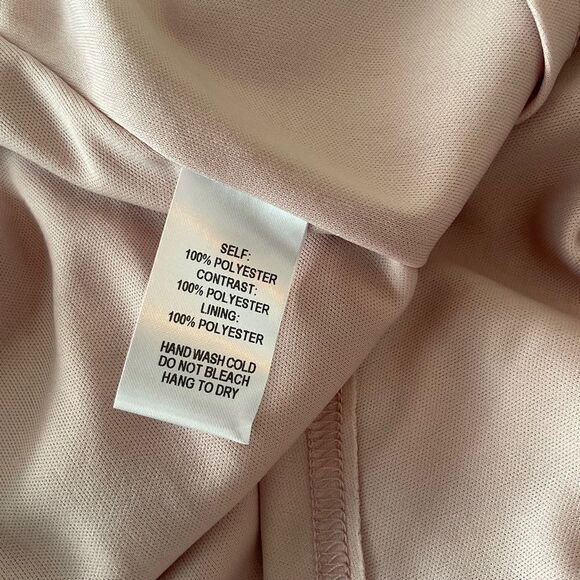 SELF:
100% POLYESTER
CONTRAST:
100% POLYESTER
LINING:
100% POLYESTER
HAND WASH COLD
DO NOT BLEACH
HANG TO DRY